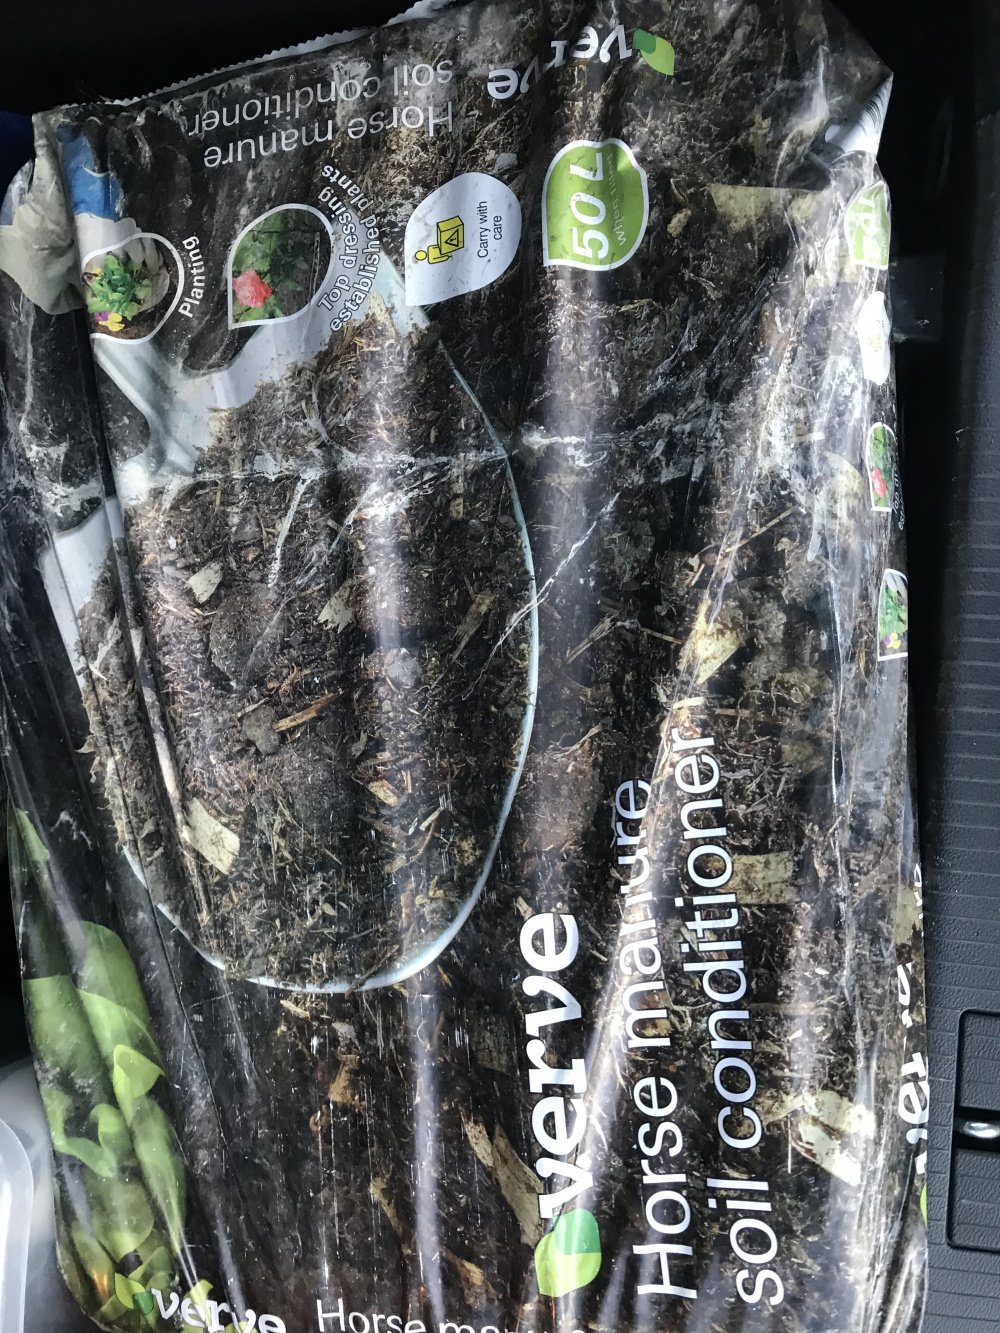 verve
Horse manure
soil conditioner
50 L
Carry with
care
Top dressing
established plants
Planting
verve
Horse manure
soil conditioner
verve Horse
verve